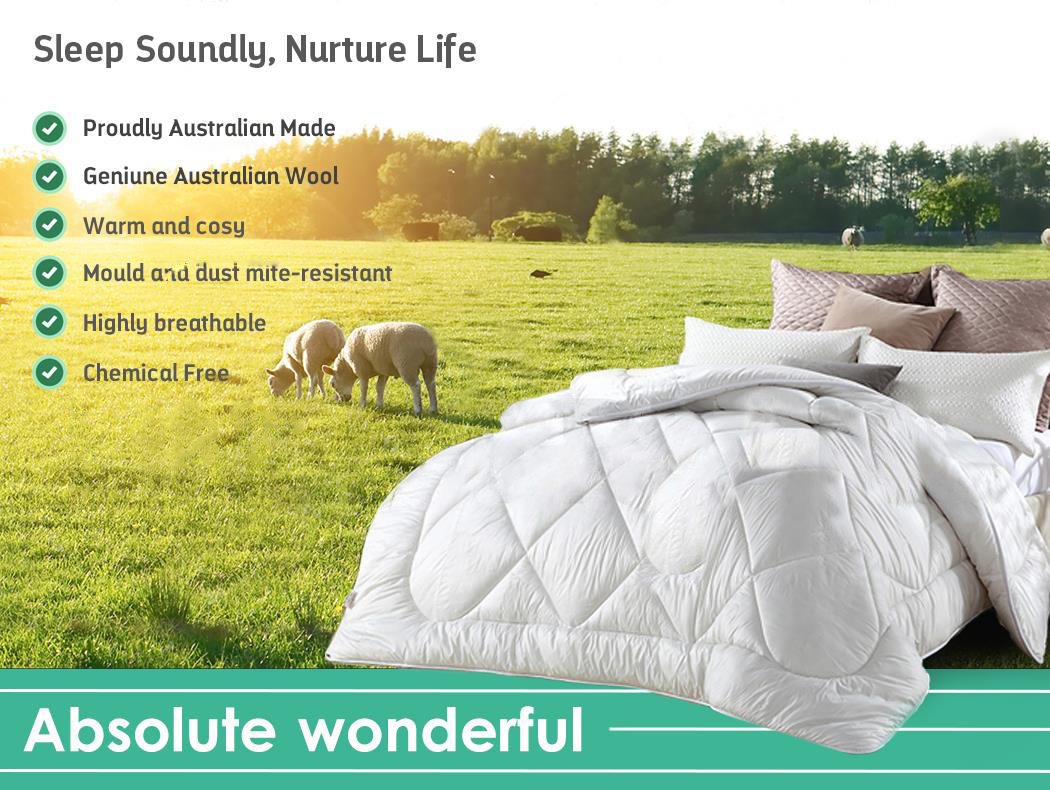 Sleep Soundly, Nurture Life
Proudly Australian Made
Geniune Australian Wool
Warm and cosy
Mould and dust mite-resistant
Highly breathable
Chemical Free
Absolute wonderful